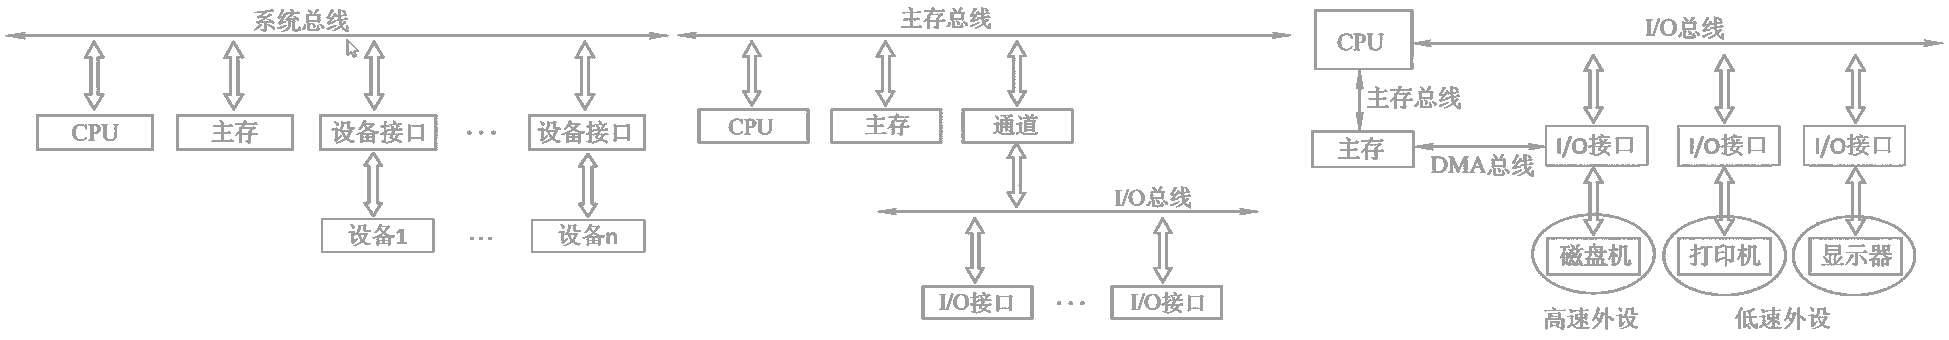 系统总线
CPU
主存
设备接口
...
设备接口
设备1
...
设备n
主存总线
CPU
主存
通道
I/O总线
I/O接口
...
I/O接口
CPU
I/O总线
主存总线
主存
DMA总线
I/O接口
I/O接口
I/O接口
磁盘机
打印机
显示器
高速外设
低速外设